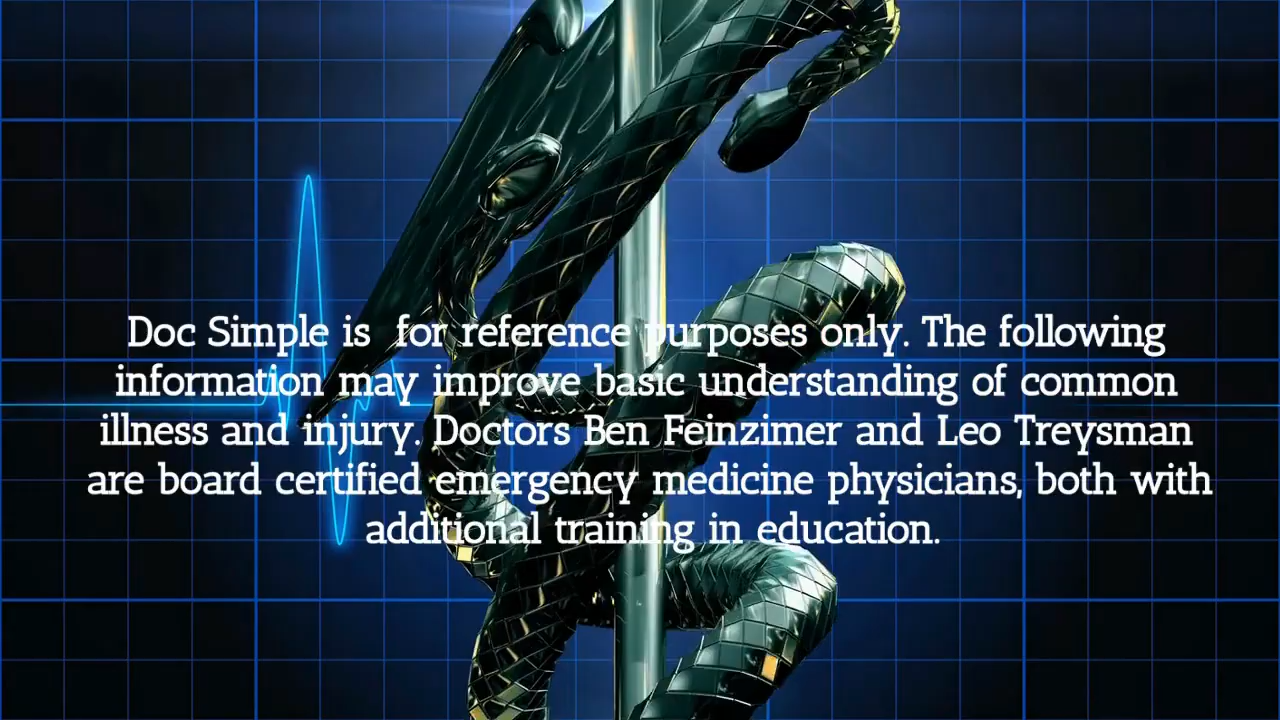 Doc Simple is  for reference purposes only. The following
information may improve basic understanding of common
illness and injury. Doctors Ben Feinzimer and Leo Treysman
are board certified emergency medicine physicians, both with
additional training in education.